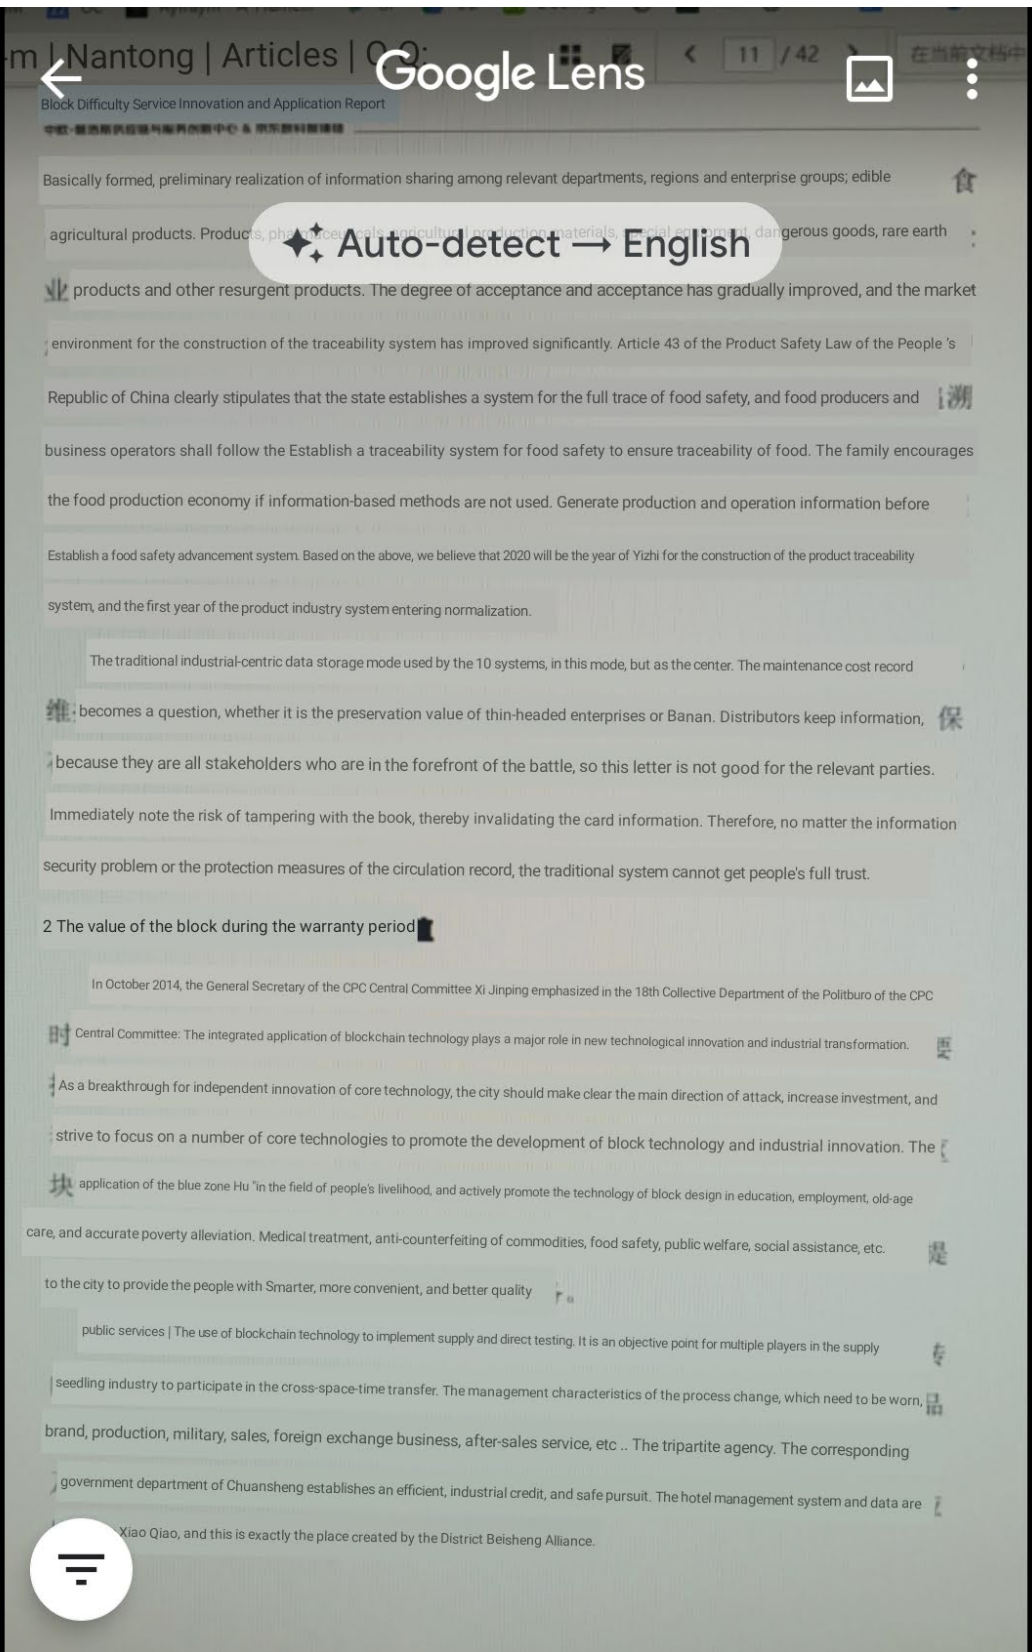 -m | Nantong | Articles | O Q:
11 / 42
在当前文档中
Google Lens
Block Difficulty Service Innovation and Application Report
Basically formed, preliminary realization of information sharing among relevant departments, regions and enterprise groups; edible 食
agricultural products. Products, pharmaceuticals, agricultural production materials, special equipment, dangerous goods, rare earth
Auto-detect → English
业 products and other resurgent products. The degree of acceptance and acceptance has gradually improved, and the market
environment for the construction of the traceability system has improved significantly. Article 43 of the Product Safety Law of the People 's
Republic of China clearly stipulates that the state establishes a system for the full trace of food safety, and food producers and 溯
business operators shall follow the Establish a traceability system for food safety to ensure traceability of food. The family encourages
the food production economy if information-based methods are not used. Generate production and operation information before
Establish a food safety advancement system. Based on the above, we believe that 2020 will be the year of Yizhi for the construction of the product traceability
system, and the first year of the product industry system entering normalization.
The traditional industrial-centric data storage mode used by the 10 systems, in this mode, but as the center. The maintenance cost record
维 becomes a question, whether it is the preservation value of thin-headed enterprises or Banan. Distributors keep information, 保
because they are all stakeholders who are in the forefront of the battle, so this letter is not good for the relevant parties.
Immediately note the risk of tampering with the book, thereby invalidating the card information. Therefore, no matter the information
security problem or the protection measures of the circulation record, the traditional system cannot get people's full trust.
2 The value of the block during the warranty period
In October 2014, the General Secretary of the CPC Central Committee Xi Jinping emphasized in the 18th Collective Department of the Politburo of the CPC
时 Central Committee: The integrated application of blockchain technology plays a major role in new technological innovation and industrial transformation. 要
As a breakthrough for independent innovation of core technology, the city should make clear the main direction of attack, increase investment, and
strive to focus on a number of core technologies to promote the development of block technology and industrial innovation. The
块 application of the blue zone Hu "in the field of people's livelihood, and actively promote the technology of block design in education, employment, old-age
care, and accurate poverty alleviation. Medical treatment, anti-counterfeiting of commodities, food safety, public welfare, social assistance, etc. 是
to the city to provide the people with Smarter, more convenient, and better quality
public services | The use of blockchain technology to implement supply and direct testing. It is an objective point for multiple players in the supply 专
seedling industry to participate in the cross-space-time transfer. The management characteristics of the process change, which need to be worn, 品
brand, production, military, sales, foreign exchange business, after-sales service, etc .. The tripartite agency. The corresponding
government department of Chuansheng establishes an efficient, industrial credit, and safe pursuit. The hotel management system and data are
Xiao Qiao, and this is exactly the place created by the District Beisheng Alliance.